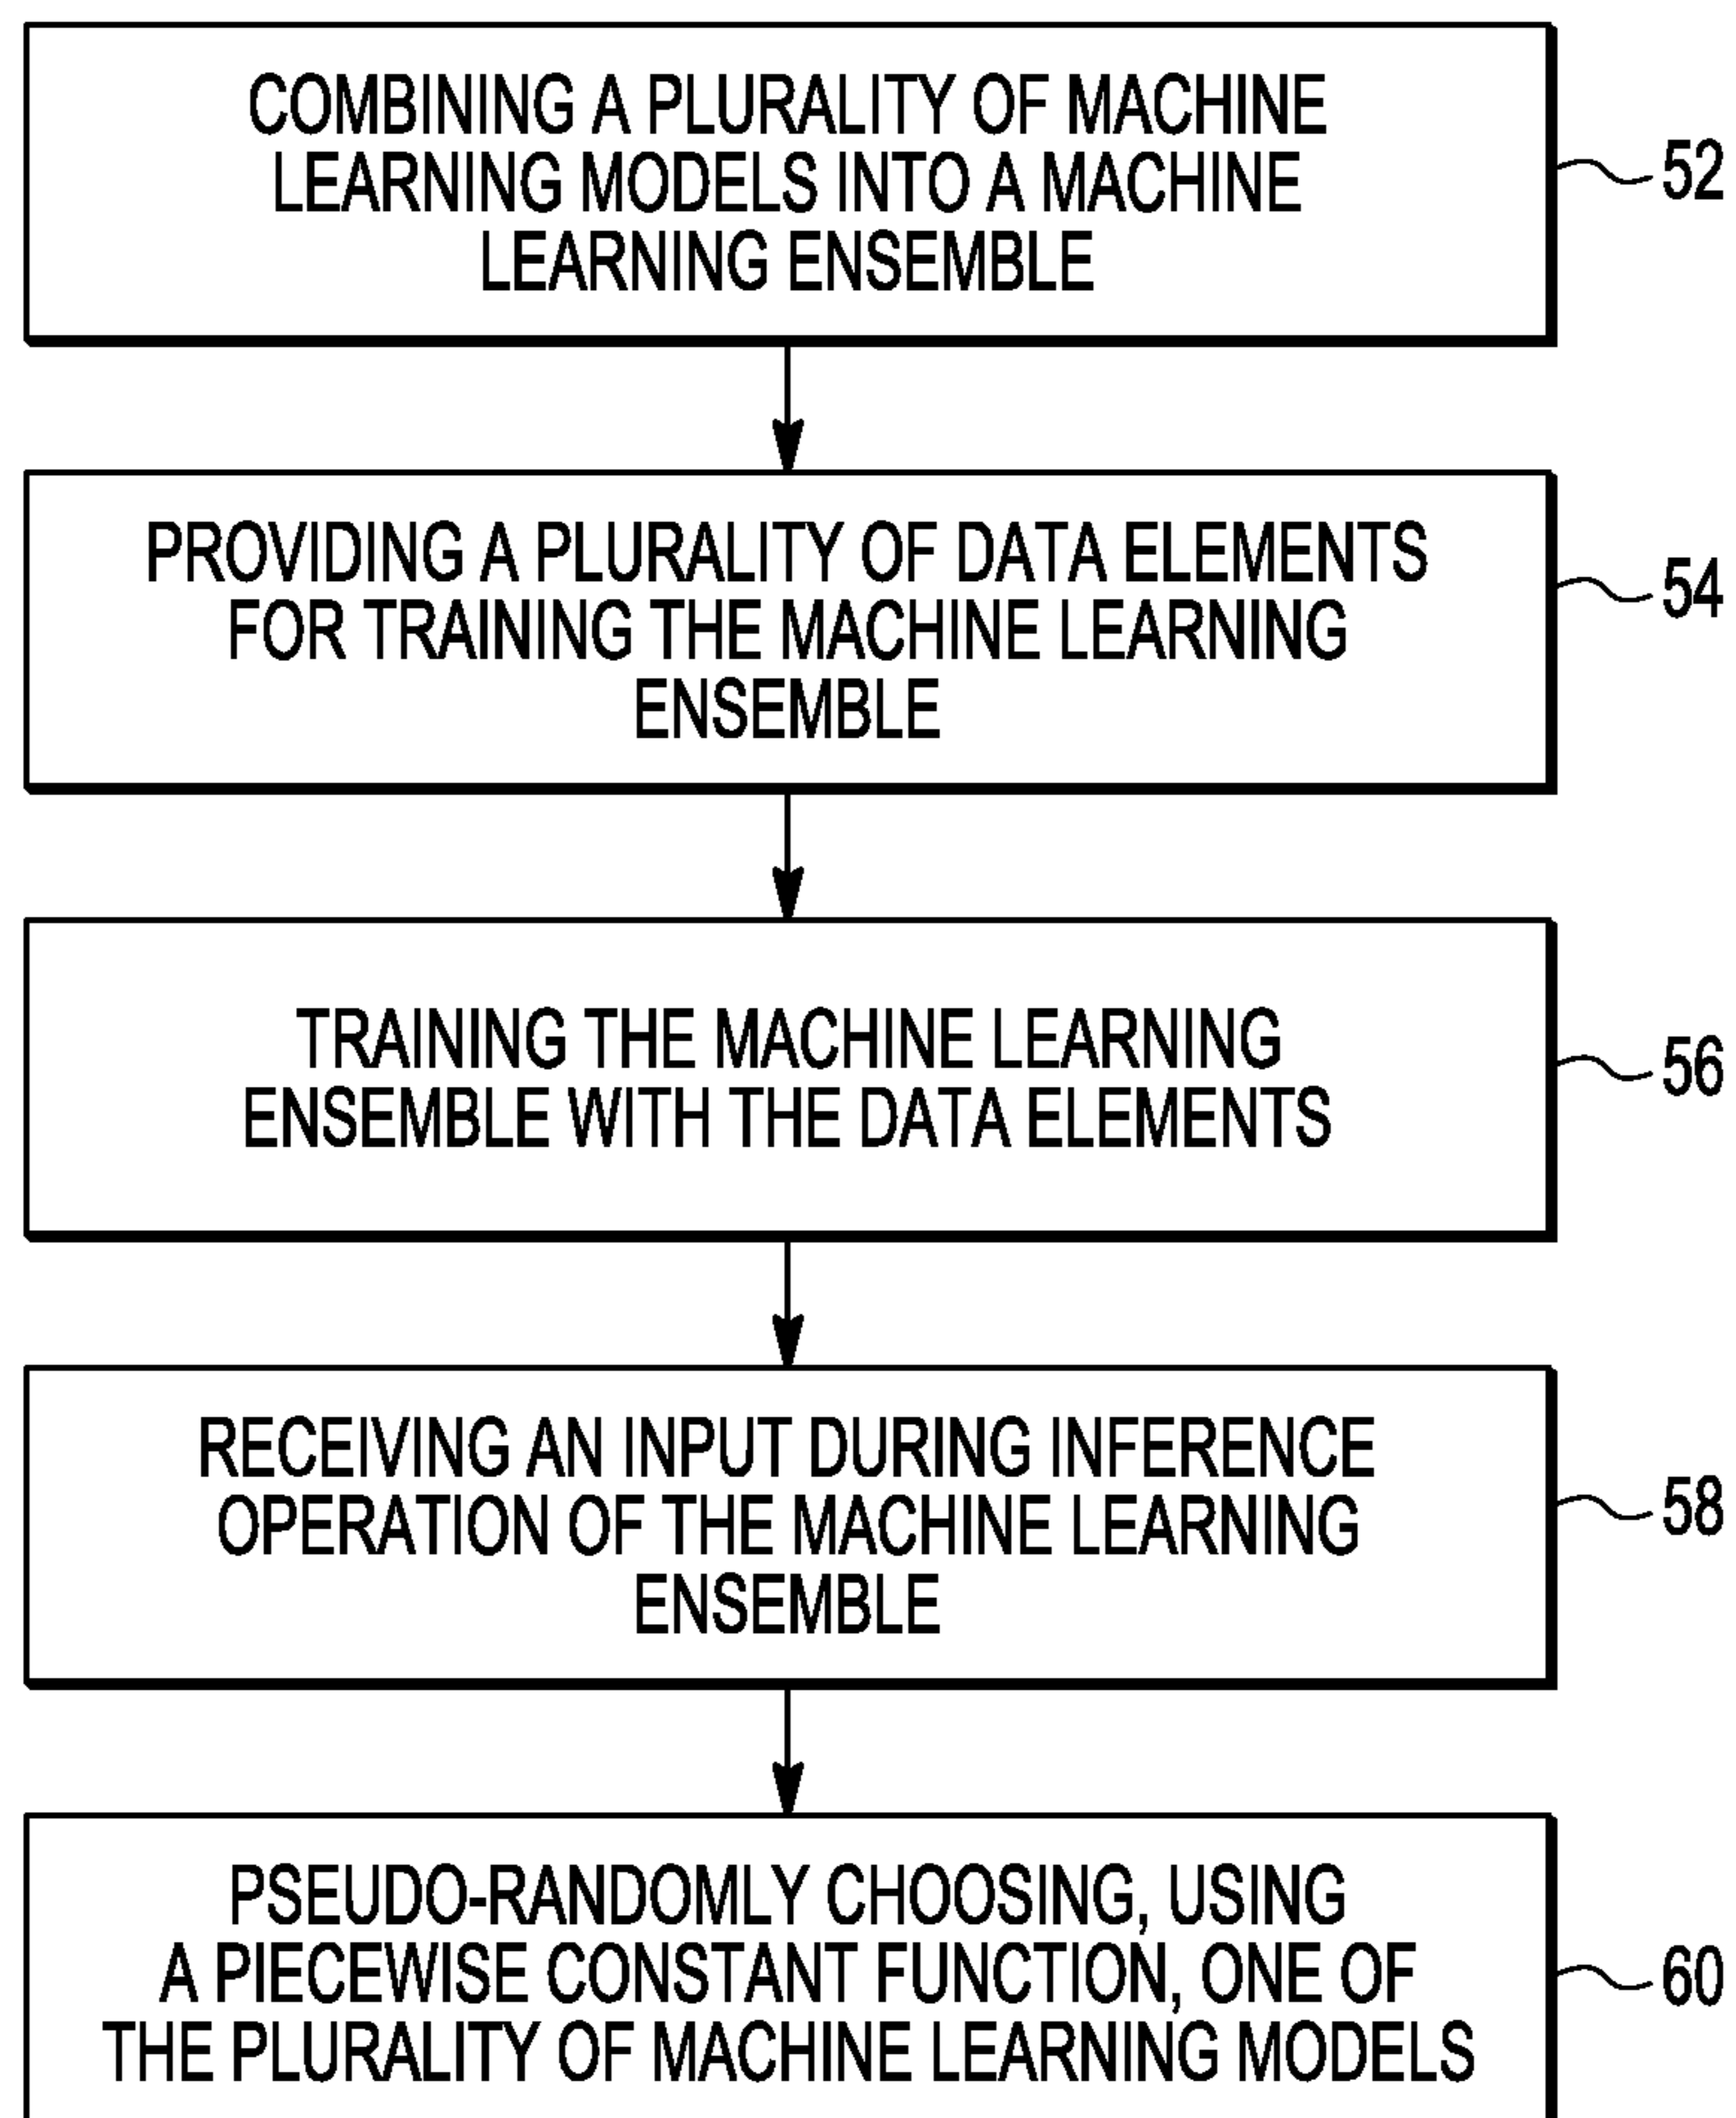 COMBINING A PLURALITY OF MACHINE
LEARNING MODELS INTO A MACHINE
LEARNING ENSEMBLE
52
PROVIDING A PLURALITY OF DATA ELEMENTS
FOR TRAINING THE MACHINE LEARNING
ENSEMBLE
54
TRAINING THE MACHINE LEARNING
ENSEMBLE WITH THE DATA ELEMENTS
56
RECEIVING AN INPUT DURING INFERENCE
OPERATION OF THE MACHINE LEARNING
ENSEMBLE
58
PSEUDO-RANDOMLY CHOOSING, USING
A PIECEWISE CONSTANT FUNCTION, ONE OF
THE PLURALITY OF MACHINE LEARNING MODELS
60